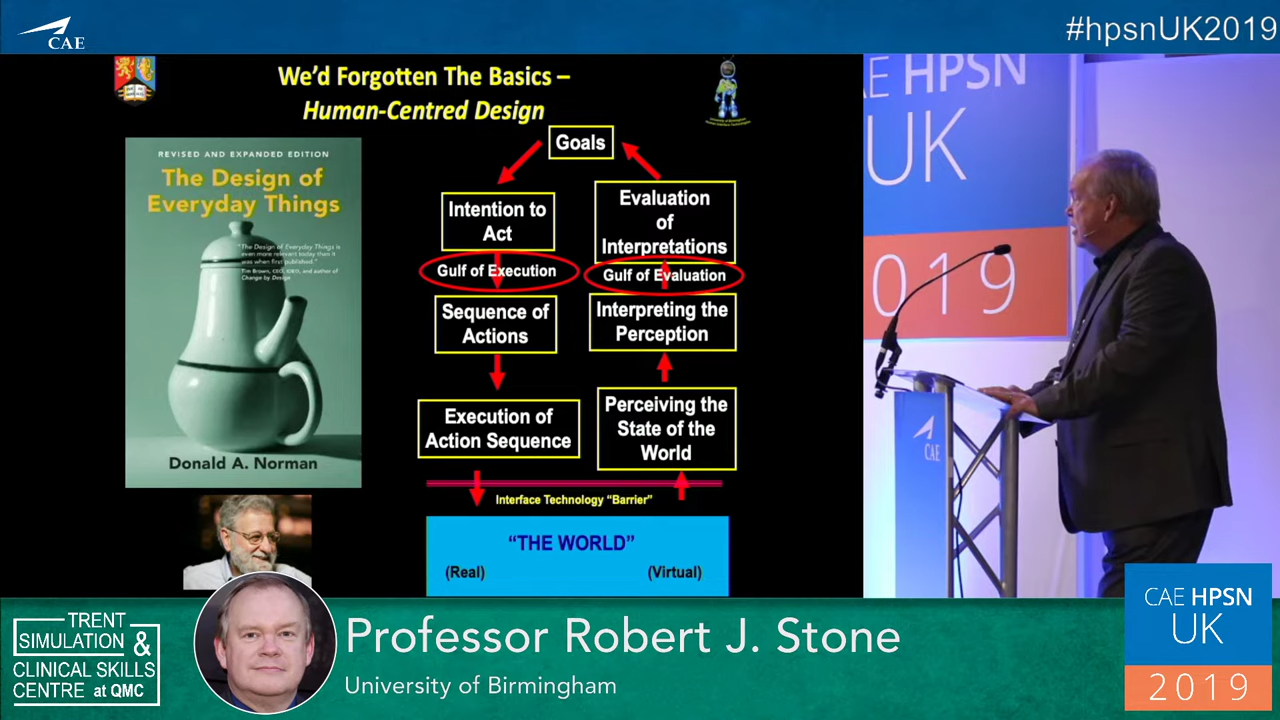 CAE
#hpsnUK2019
We'd Forgotten The Basics –
Human-Centred Design
REVISED AND EXPANDED EDITION
The Design of
Everyday Things
"The Design of Everyday Things is
even more relevant today than it
was when first published."
Tim Brown, CEO, IDEO, and author of
Change by Design
Donald A. Norman
Goals
Intention to
Act
Gulf of Execution
Sequence of
Actions
Execution of
Action Sequence
Evaluation
of
Interpretations
Gulf of Evaluation
Interpreting the
Perception
Perceiving the
State of the
World
Interface Technology "Barrier"
"THE WORLD"
(Real)
(Virtual)
AE HPSN
UK
2019
CAE
TRENT
SIMULATION &
CLINICAL SKILLS
CENTRE at QMC
Professor Robert J. Stone
University of Birmingham
CAE HPSN
UK
2019